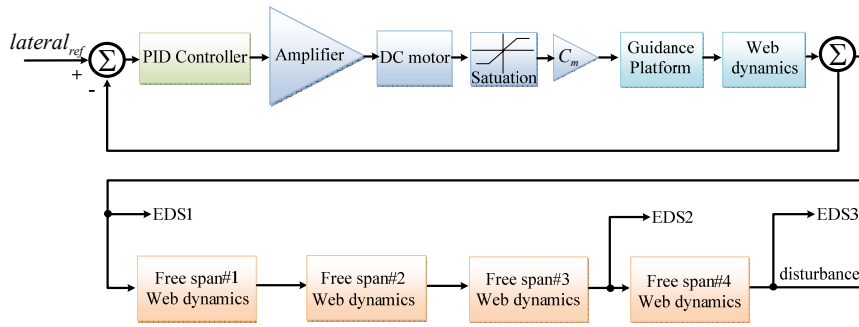 lateral_ref
+
-
Σ
PID Controller
Amplifier
DC motor
Satuation
C_m
Guidance
Platform
Web
dynamics
Σ
EDS1
EDS2
EDS3
Free span#1
Web dynamics
Free span#2
Web dynamics
Free span#3
Web dynamics
Free span#4
Web dynamics
disturbance